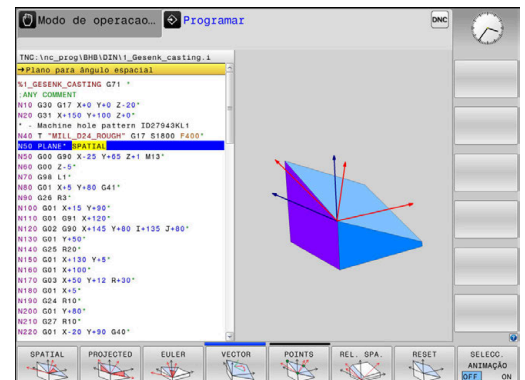 Modo de operacao... Programar
DNC
TNC:\nc_prog\BHB\DIN\1_Gesenk_casting.i
→Plano para ângulo espacial
%1_GESENK_CASTING G71 *
;ANY COMMENT
N10 G30 G17 X+0 Y+0 Z-20*
N20 G31 X+150 Y+100 Z+0*
* - Machine hole pattern ID27943KL1
N40 T "MILL_D24_ROUGH" G17 S1800 F400*
N50 PLANE* SPATIAL
N50 G00 G90 X-25 Y+65 Z+1 M13*
N60 G00 Z-5*
N70 G98 L1*
N80 G01 X+5 Y+80 G41*
N90 G26 R3*
N100 G01 X+15 Y+90*
N110 G01 G91 X+120*
N120 G02 G90 X+145 Y+80 I+135 J+80*
N130 G01 Y+50*
N140 G25 R20*
N150 G01 X+130 Y+5*
N160 G01 X+100*
N170 G03 X+50 Y+12 R+30*
N180 G01 X+5*
N190 G24 R10*
N200 G01 Y+80*
N210 G27 R10*
N220 G01 X-20 Y+90 G40*
SPATIAL PROJECTED EULER VECTOR POINTS REL. SPA. RESET SELECC.
ANIMAÇÃO
OFF ON